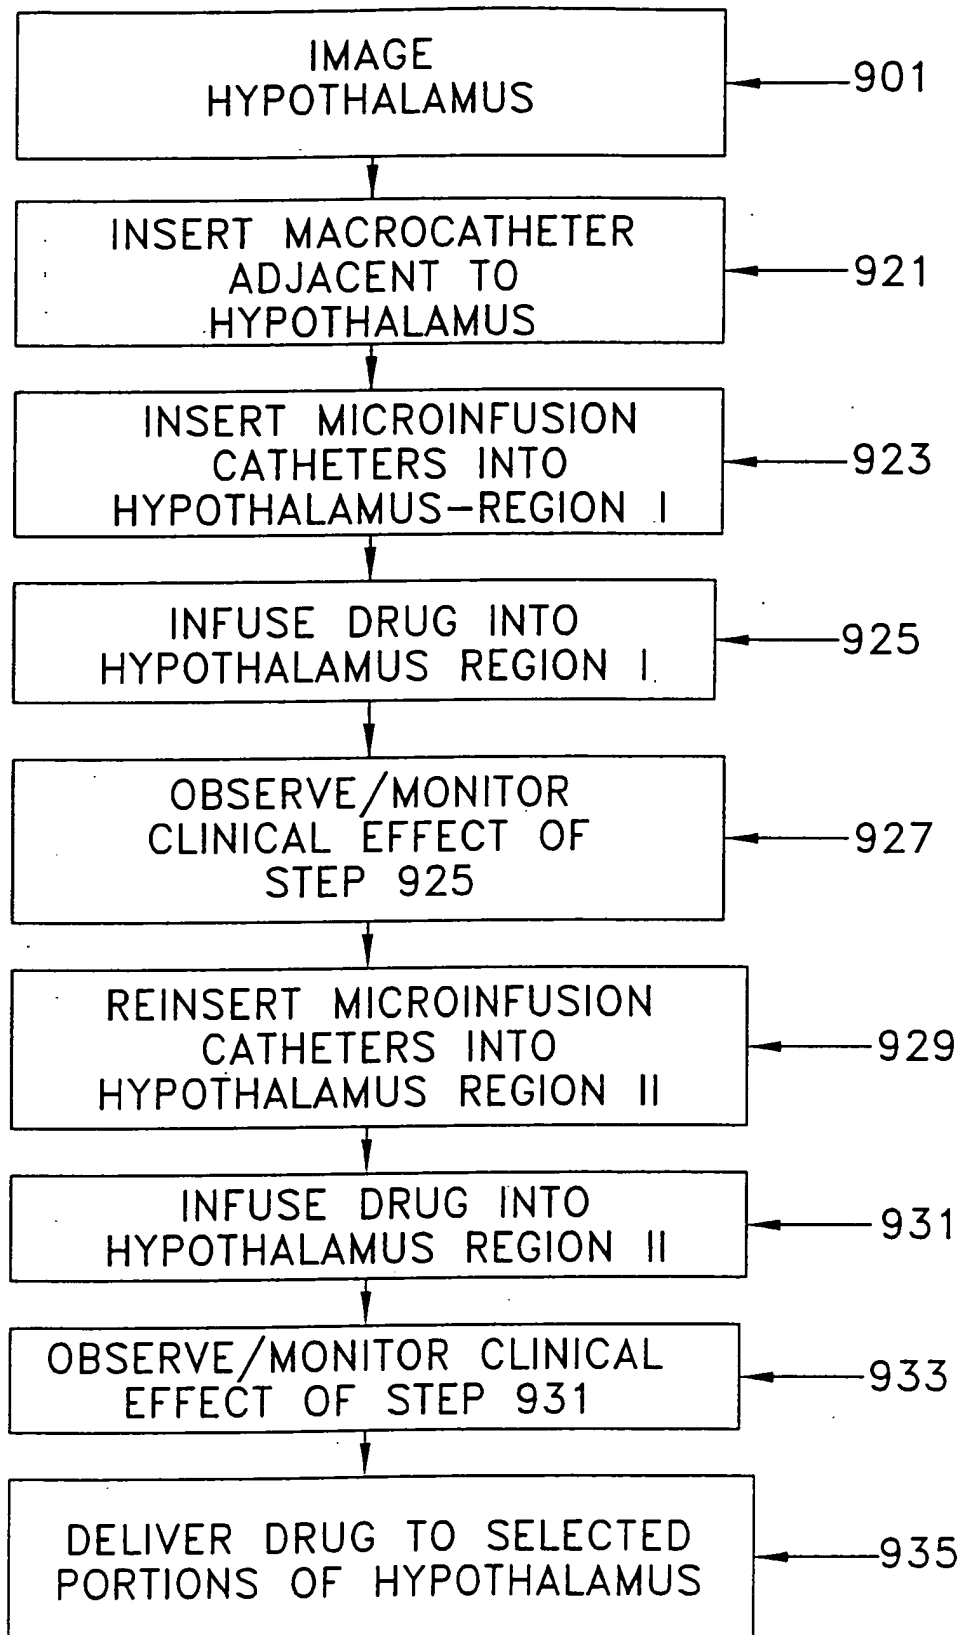 IMAGE
HYPOTHALAMUS
901
INSERT MACROCATHETER
ADJACENT TO
HYPOTHALAMUS
921
INSERT MICROINFUSION
CATHETERS INTO
HYPOTHALAMUS-REGION I
923
INFUSE DRUG INTO
HYPOTHALAMUS REGION I
925
OBSERVE/MONITOR
CLINICAL EFFECT OF
STEP 925
927
REINSERT MICROINFUSION
CATHETERS INTO
HYPOTHALAMUS REGION II
929
INFUSE DRUG INTO
HYPOTHALAMUS REGION II
931
OBSERVE/MONITOR CLINICAL
EFFECT OF STEP 931
933
DELIVER DRUG TO SELECTED
PORTIONS OF HYPOTHALAMUS
935